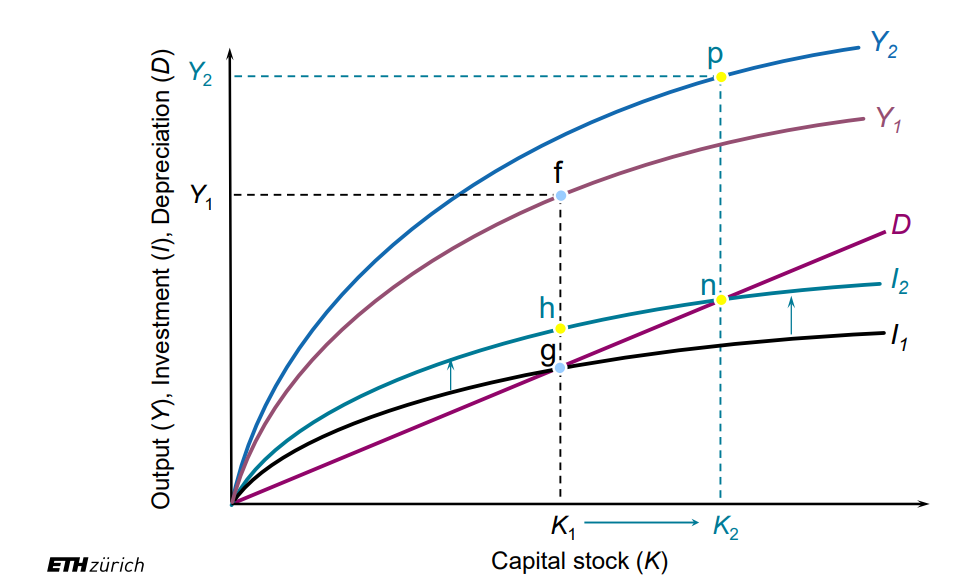 p
Y2
Y2
Y1
f
Y1
D
n
I2
h
I1
g
Output (Y), Investment (I), Depreciation (D)
K1
K2
Capital stock (K)
ETH zürich